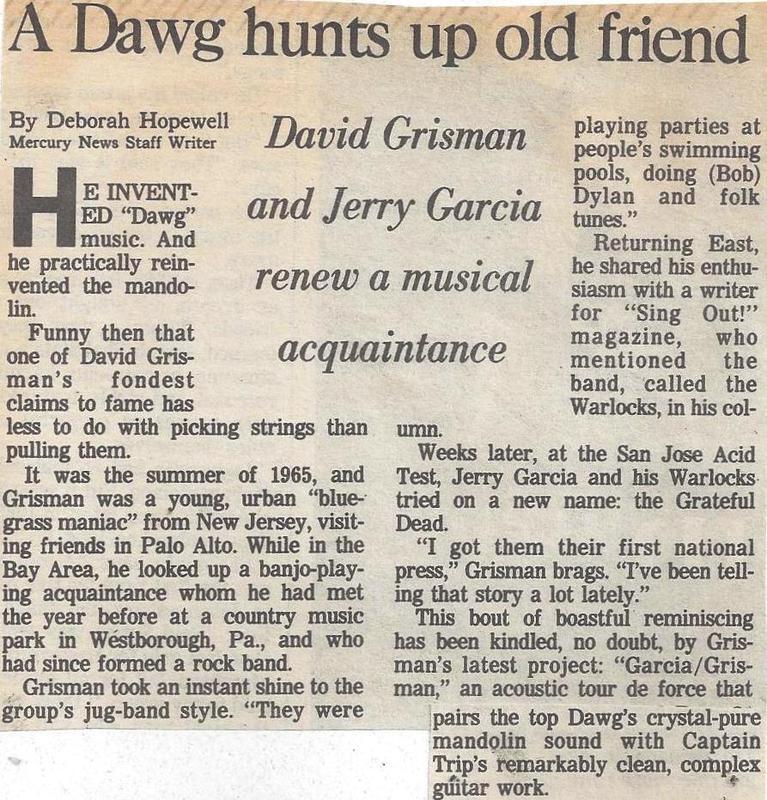 A Dawg hunts up old friend
By Deborah Hopewell
Mercury News Staff Writer
David Grisman
and Jerry Garcia
renew a musical
acquaintance
HE INVENT-
ED “Dawg”
music. And
he practically rein-
vented the mando-
lin.
Funny then that
one of David Gris-
man's fondest
claims to fame has
less to do with picking strings than
pulling them.
It was the summer of 1965, and
Grisman was a young, urban “blue-
grass maniac” from New Jersey, visit-
ing friends in Palo Alto. While in the
Bay Area, he looked up a banjo-play-
ing acquaintance whom he had met
the year before at a country music
park in Westborough, Pa., and who
had since formed a rock band.
Grisman took an instant shine to the
group's jug-band style. “They were
playing parties at
people's swimming
pools, doing (Bob)
Dylan and folk
tunes.”
Returning East,
he shared his enthu-
siasm with a writer
for “Sing Out!”
magazine, who
mentioned the
band, called the
Warlocks, in his col-
umn.
Weeks later, at the San Jose Acid
Test, Jerry Garcia and his Warlocks
tried on a new name: the Grateful
Dead.
“I got them their first national
press,” Grisman brags. “I've been tell-
ing that story a lot lately.”
This bout of boastful reminiscing
has been kindled, no doubt, by Gris-
man's latest project: “Garcia/Gris-
man,” an acoustic tour de force that
pairs the top Dawg's crystal-pure
mandolin sound with Captain
Trip's remarkably clean, complex
guitar work.